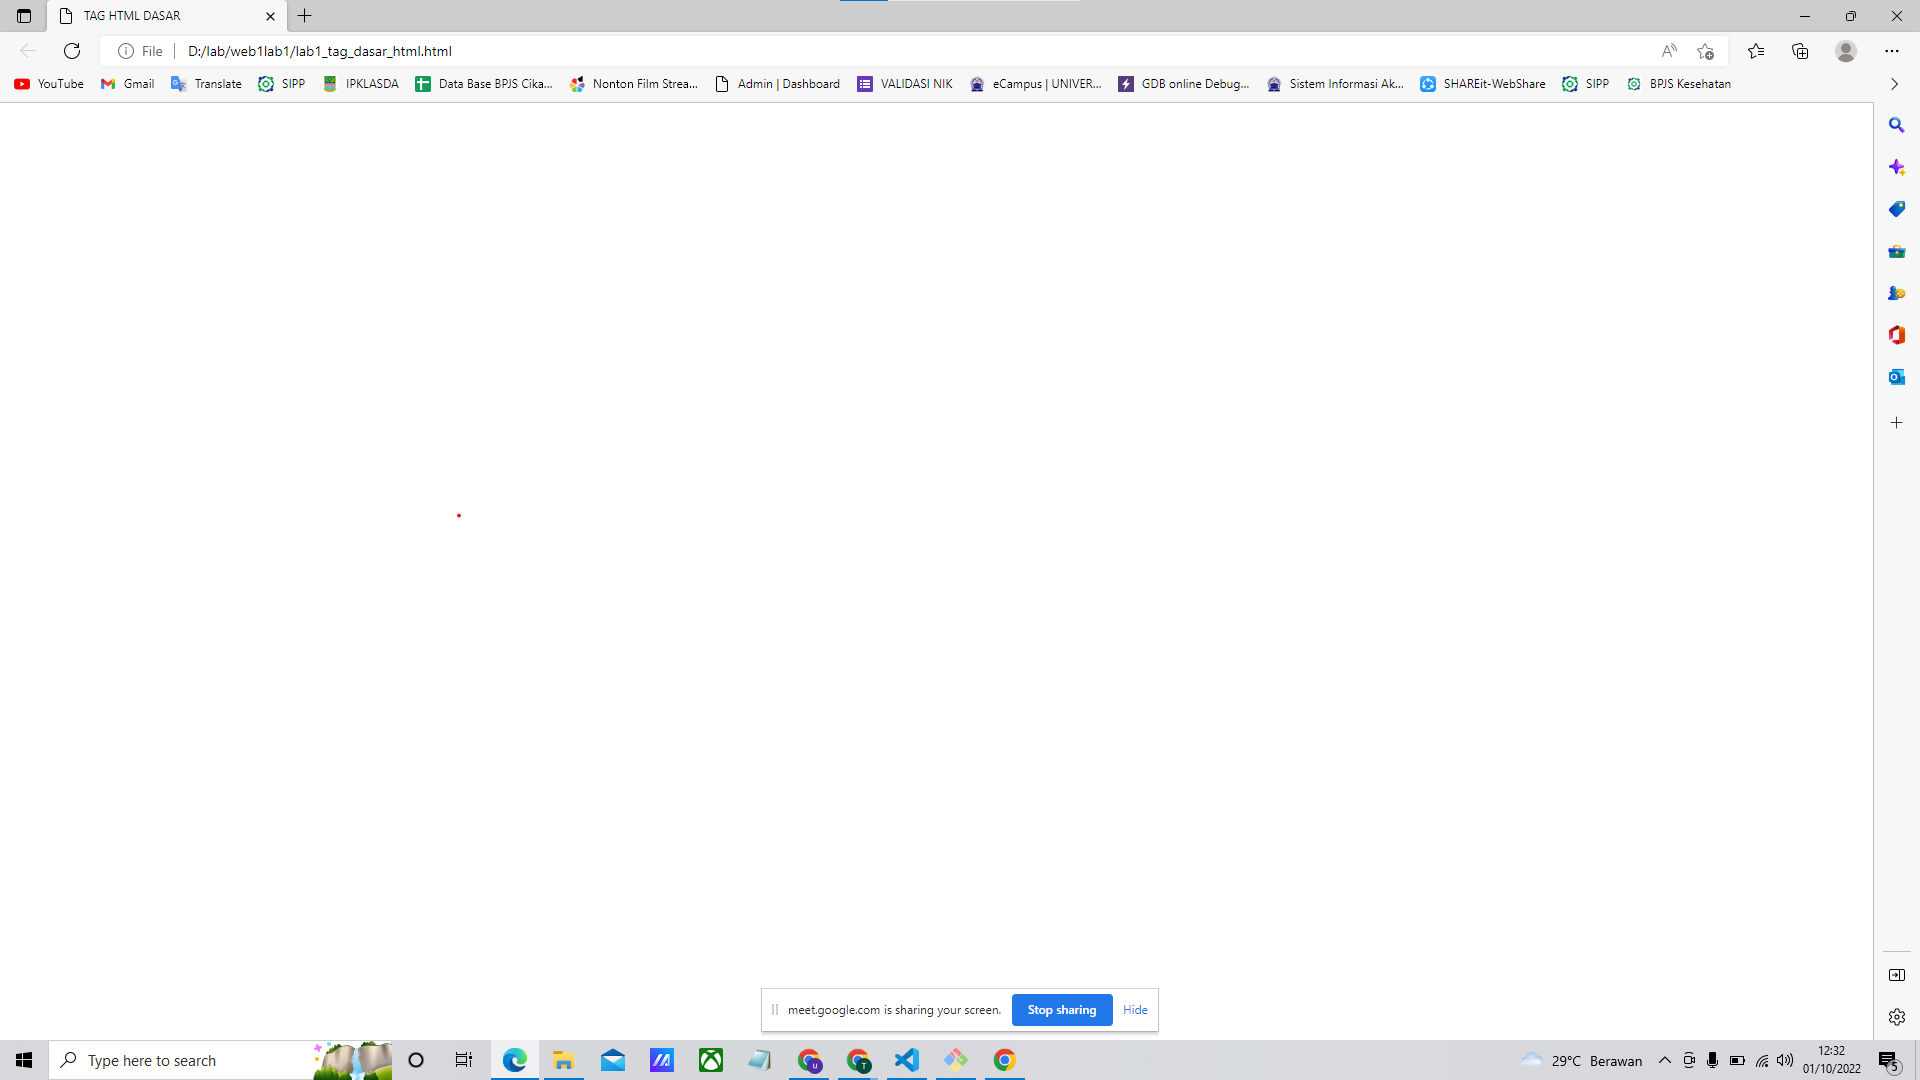 TAG HTML DASAR
File
D:/lab/web1lab1/lab1_tag_dasar_html.html
YouTube Gmail Translate SIPP IPKLASDA Data Base BPJS Cika... Nonton Film Strea... Admin | Dashboard VALIDASI NIK eCampus | UNIVER... GDB online Debug... Sistem Informasi Ak... SHAREit-WebShare SIPP BPJS Kesehatan
meet.google.com is sharing your screen. Stop sharing Hide
Type here to search
29°C Berawan
12:32
01/10/2022
5